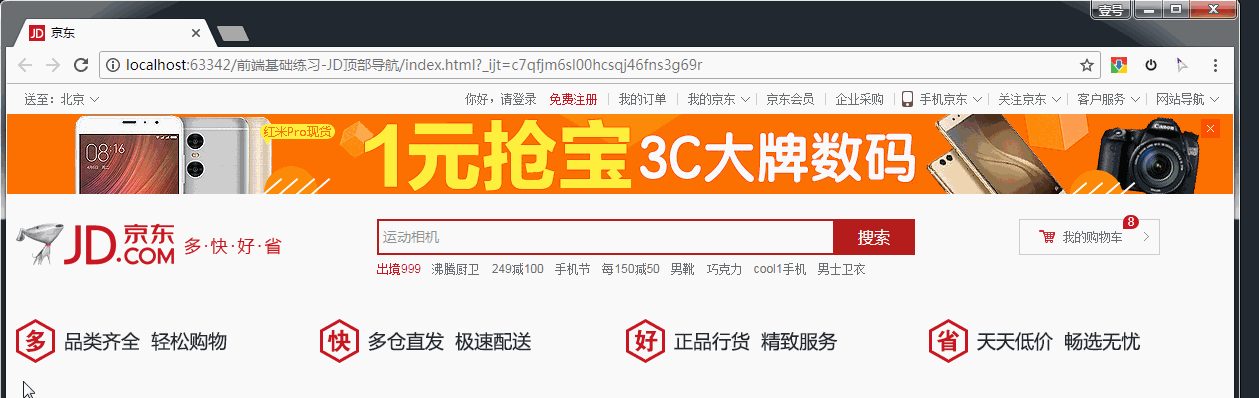 壹号
JD 京东
localhost:63342/前端基础练习-JD顶部导航/index.html?_ijt=c7qfjm6sl00hcsqj46fns3g69r
送至：北京 你好，请登录 免费注册 我的订单 我的京东 京东会员 企业采购 手机京东 关注京东 客户服务 网站导航
08:16 红米Pro现货 1元抢宝 3C大牌数码 Canon
JD.COM 京东 多·快·好·省 运动相机 搜索 我的购物车 8
出境999 沸腾厨卫 249减100 手机节 每150减50 男靴 巧克力 cool1手机 男士卫衣
多 品类齐全 轻松购物 快 多仓直发 极速配送 好 正品行货 精致服务 省 天天低价 畅选无忧